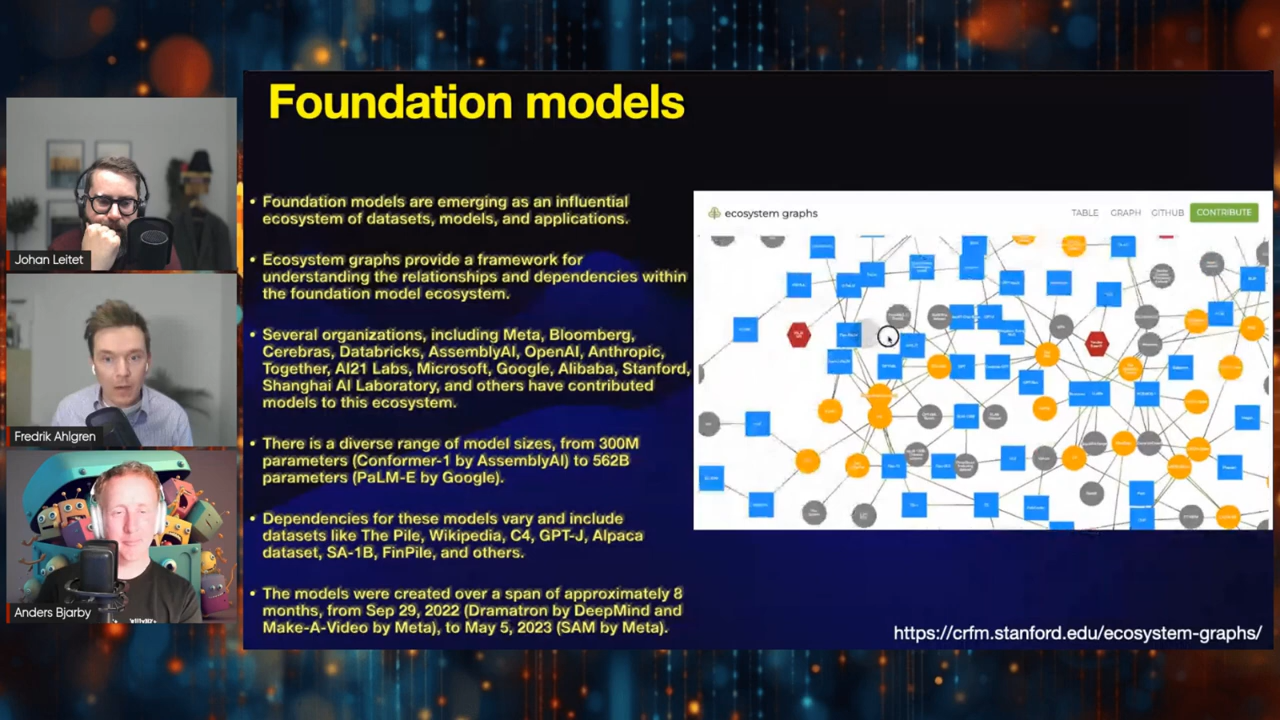 Foundation models
Johan Leitet
Fredrik Ahlgren
Anders Bjarby
• Foundation models are emerging as an influential
ecosystem of datasets, models, and applications.
• Ecosystem graphs provide a framework for
understanding the relationships and dependencies within
the foundation model ecosystem.
• Several organizations, including Meta, Bloomberg,
Cerebras, Databricks, AssemblyAI, OpenAI, Anthropic,
Together, AI21 Labs, Microsoft, Google, Alibaba, Stanford,
Shanghai AI Laboratory, and others have contributed
models to this ecosystem.
• There is a diverse range of model sizes, from 300M
parameters (Conformer-1 by AssemblyAI) to 562B
parameters (PaLM-E by Google).
• Dependencies for these models vary and include
datasets like The Pile, Wikipedia, C4, GPT-J, Alpaca
dataset, SA-1B, FinPile, and others.
• The models were created over a span of approximately 8
months, from Sep 29, 2022 (Dramatron by DeepMind and
Make-A-Video by Meta), to May 5, 2023 (SAM by Meta).
ecosystem graphs
TABLE GRAPH GITHUB CONTRIBUTE
https://crfm.stanford.edu/ecosystem-graphs/